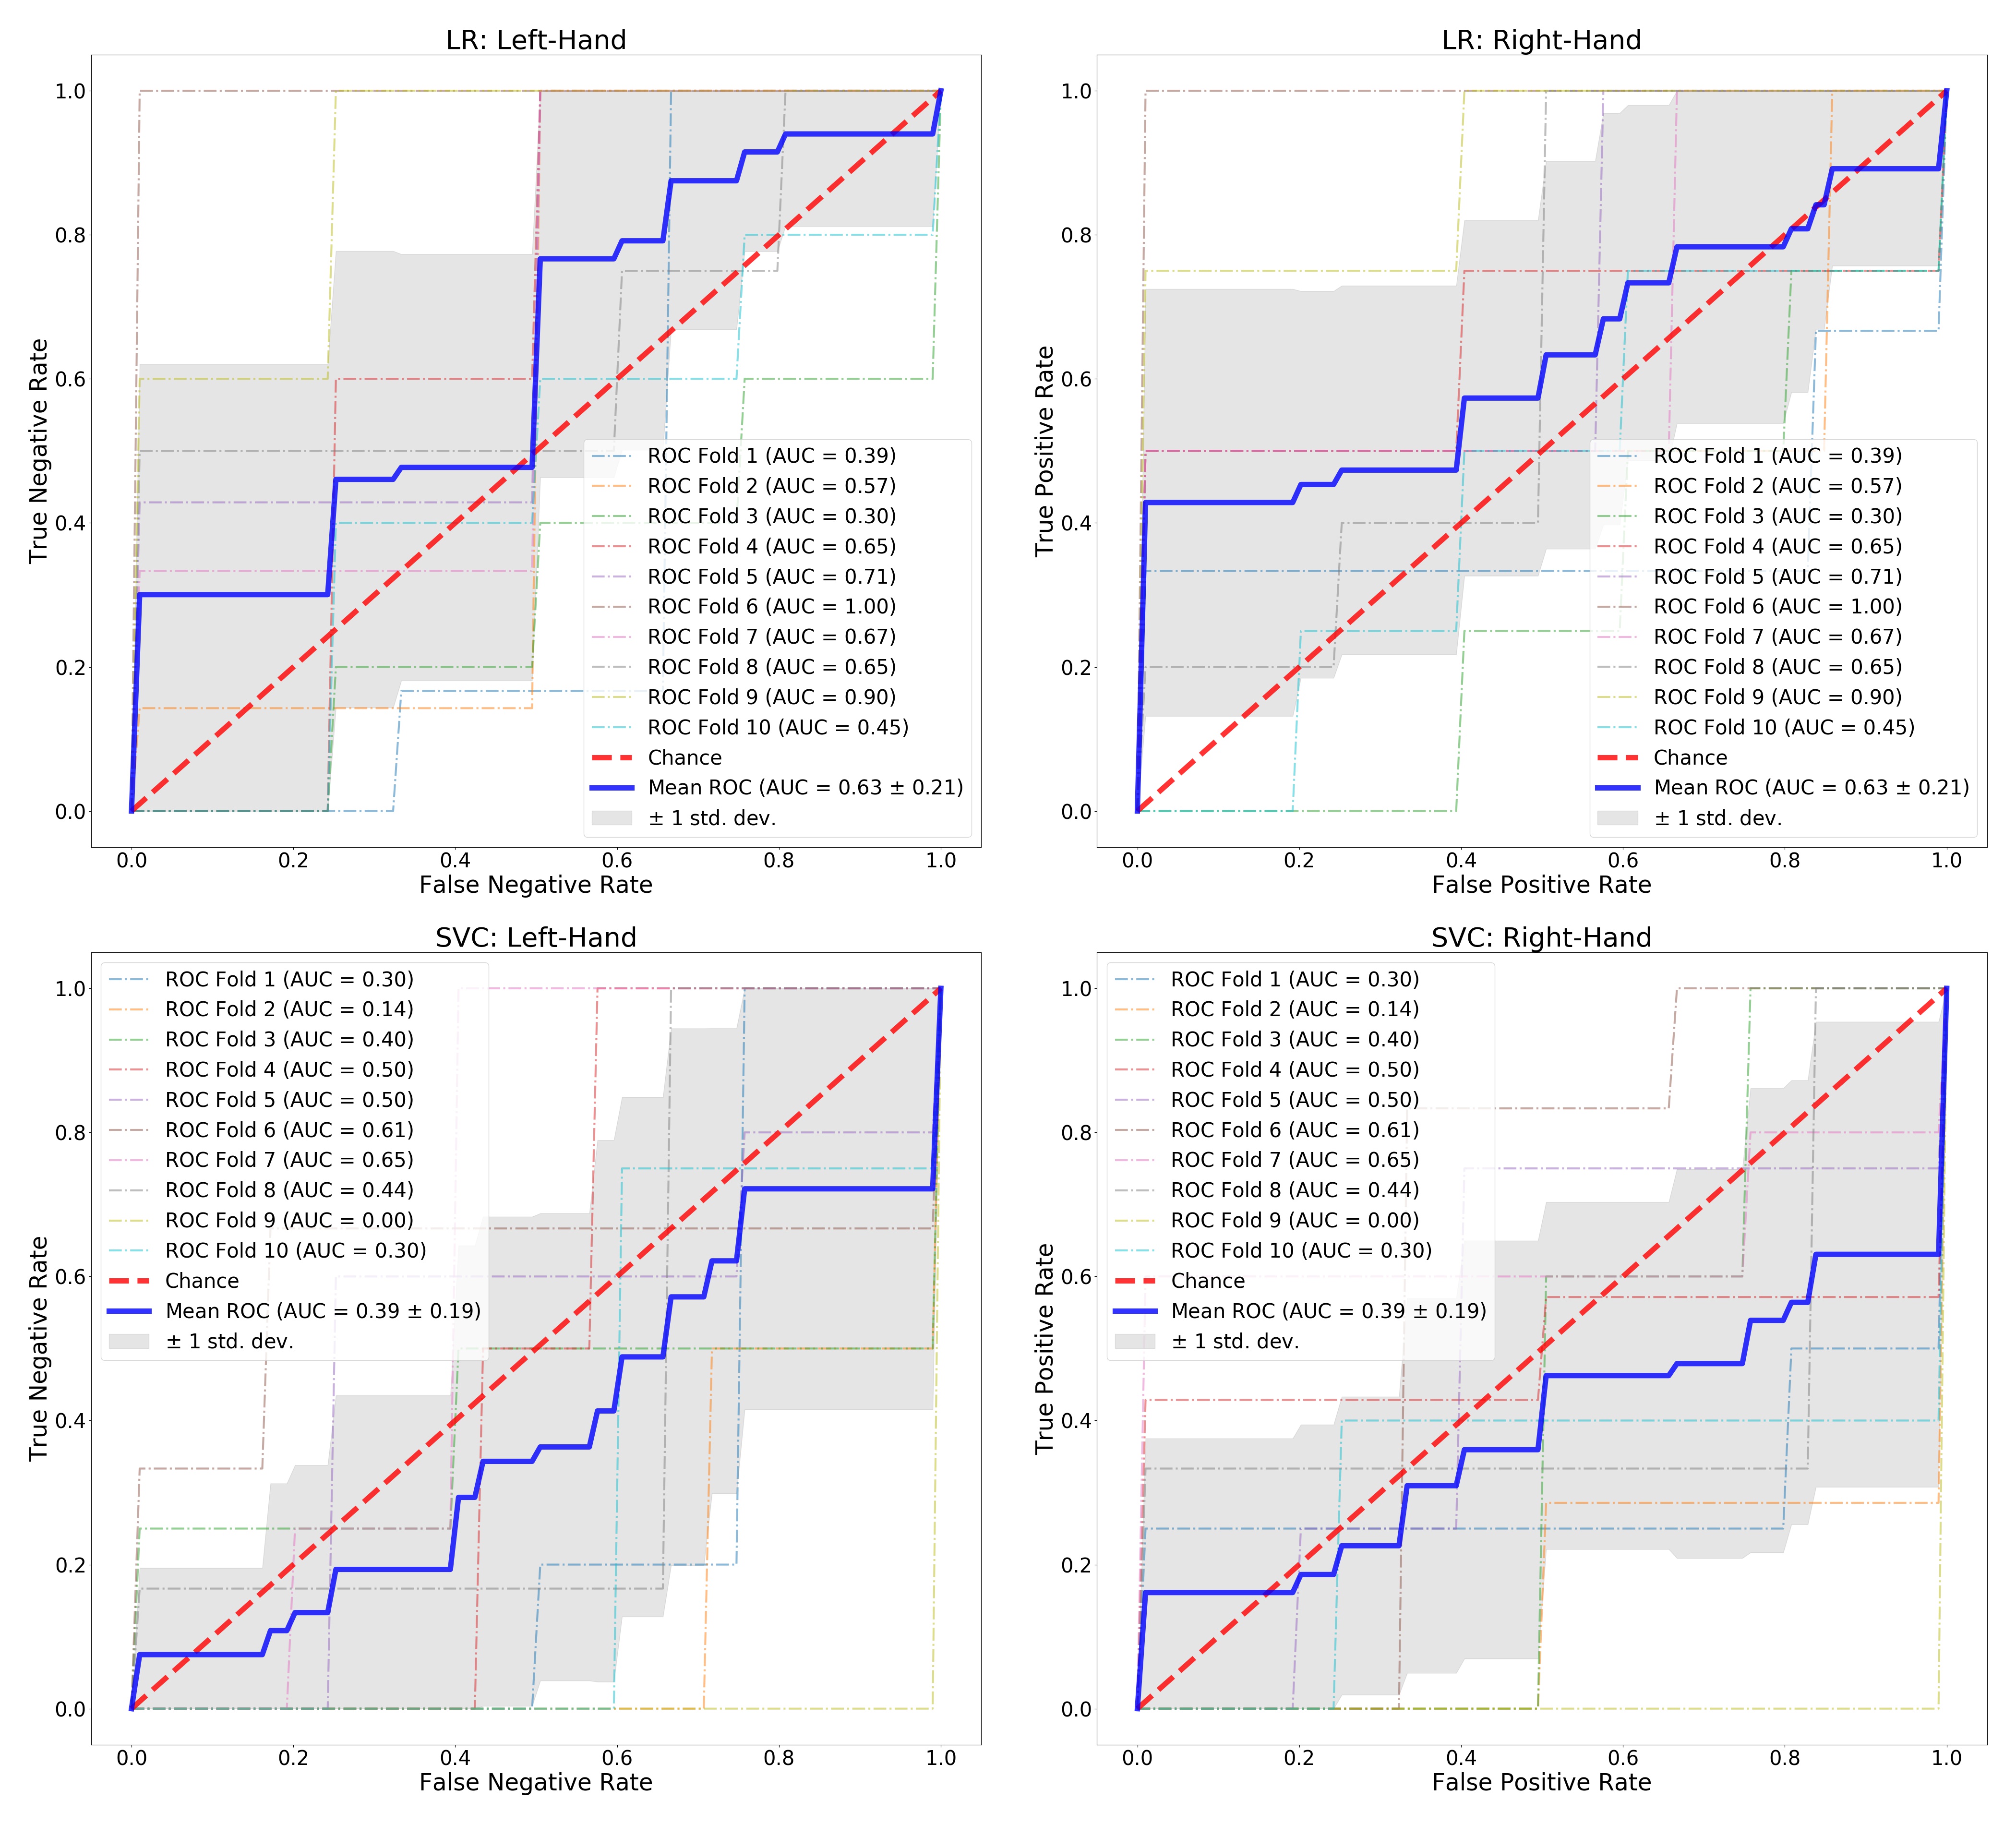 LR: Left-Hand
True Negative Rate
1.0
0.8
0.6
0.4
0.2
0.0
ROC Fold 1 (AUC = 0.39)
ROC Fold 2 (AUC = 0.57)
ROC Fold 3 (AUC = 0.30)
ROC Fold 4 (AUC = 0.65)
ROC Fold 5 (AUC = 0.71)
ROC Fold 6 (AUC = 1.00)
ROC Fold 7 (AUC = 0.67)
ROC Fold 8 (AUC = 0.65)
ROC Fold 9 (AUC = 0.90)
ROC Fold 10 (AUC = 0.45)
Chance
Mean ROC (AUC = 0.63 ± 0.21)
± 1 std. dev.
0.0 0.2 0.4 0.6 0.8 1.0
False Negative Rate
LR: Right-Hand
True Positive Rate
1.0
0.8
0.6
0.4
0.2
0.0
ROC Fold 1 (AUC = 0.39)
ROC Fold 2 (AUC = 0.57)
ROC Fold 3 (AUC = 0.30)
ROC Fold 4 (AUC = 0.65)
ROC Fold 5 (AUC = 0.71)
ROC Fold 6 (AUC = 1.00)
ROC Fold 7 (AUC = 0.67)
ROC Fold 8 (AUC = 0.65)
ROC Fold 9 (AUC = 0.90)
ROC Fold 10 (AUC = 0.45)
Chance
Mean ROC (AUC = 0.63 ± 0.21)
± 1 std. dev.
0.0 0.2 0.4 0.6 0.8 1.0
False Positive Rate
SVC: Left-Hand
True Negative Rate
1.0
0.8
0.6
0.4
0.2
0.0
ROC Fold 1 (AUC = 0.30)
ROC Fold 2 (AUC = 0.14)
ROC Fold 3 (AUC = 0.40)
ROC Fold 4 (AUC = 0.50)
ROC Fold 5 (AUC = 0.50)
ROC Fold 6 (AUC = 0.61)
ROC Fold 7 (AUC = 0.65)
ROC Fold 8 (AUC = 0.44)
ROC Fold 9 (AUC = 0.00)
ROC Fold 10 (AUC = 0.30)
Chance
Mean ROC (AUC = 0.39 ± 0.19)
± 1 std. dev.
0.0 0.2 0.4 0.6 0.8 1.0
False Negative Rate
SVC: Right-Hand
True Positive Rate
1.0
0.8
0.6
0.4
0.2
0.0
ROC Fold 1 (AUC = 0.30)
ROC Fold 2 (AUC = 0.14)
ROC Fold 3 (AUC = 0.40)
ROC Fold 4 (AUC = 0.50)
ROC Fold 5 (AUC = 0.50)
ROC Fold 6 (AUC = 0.61)
ROC Fold 7 (AUC = 0.65)
ROC Fold 8 (AUC = 0.44)
ROC Fold 9 (AUC = 0.00)
ROC Fold 10 (AUC = 0.30)
Chance
Mean ROC (AUC = 0.39 ± 0.19)
± 1 std. dev.
0.0 0.2 0.4 0.6 0.8 1.0
False Positive Rate